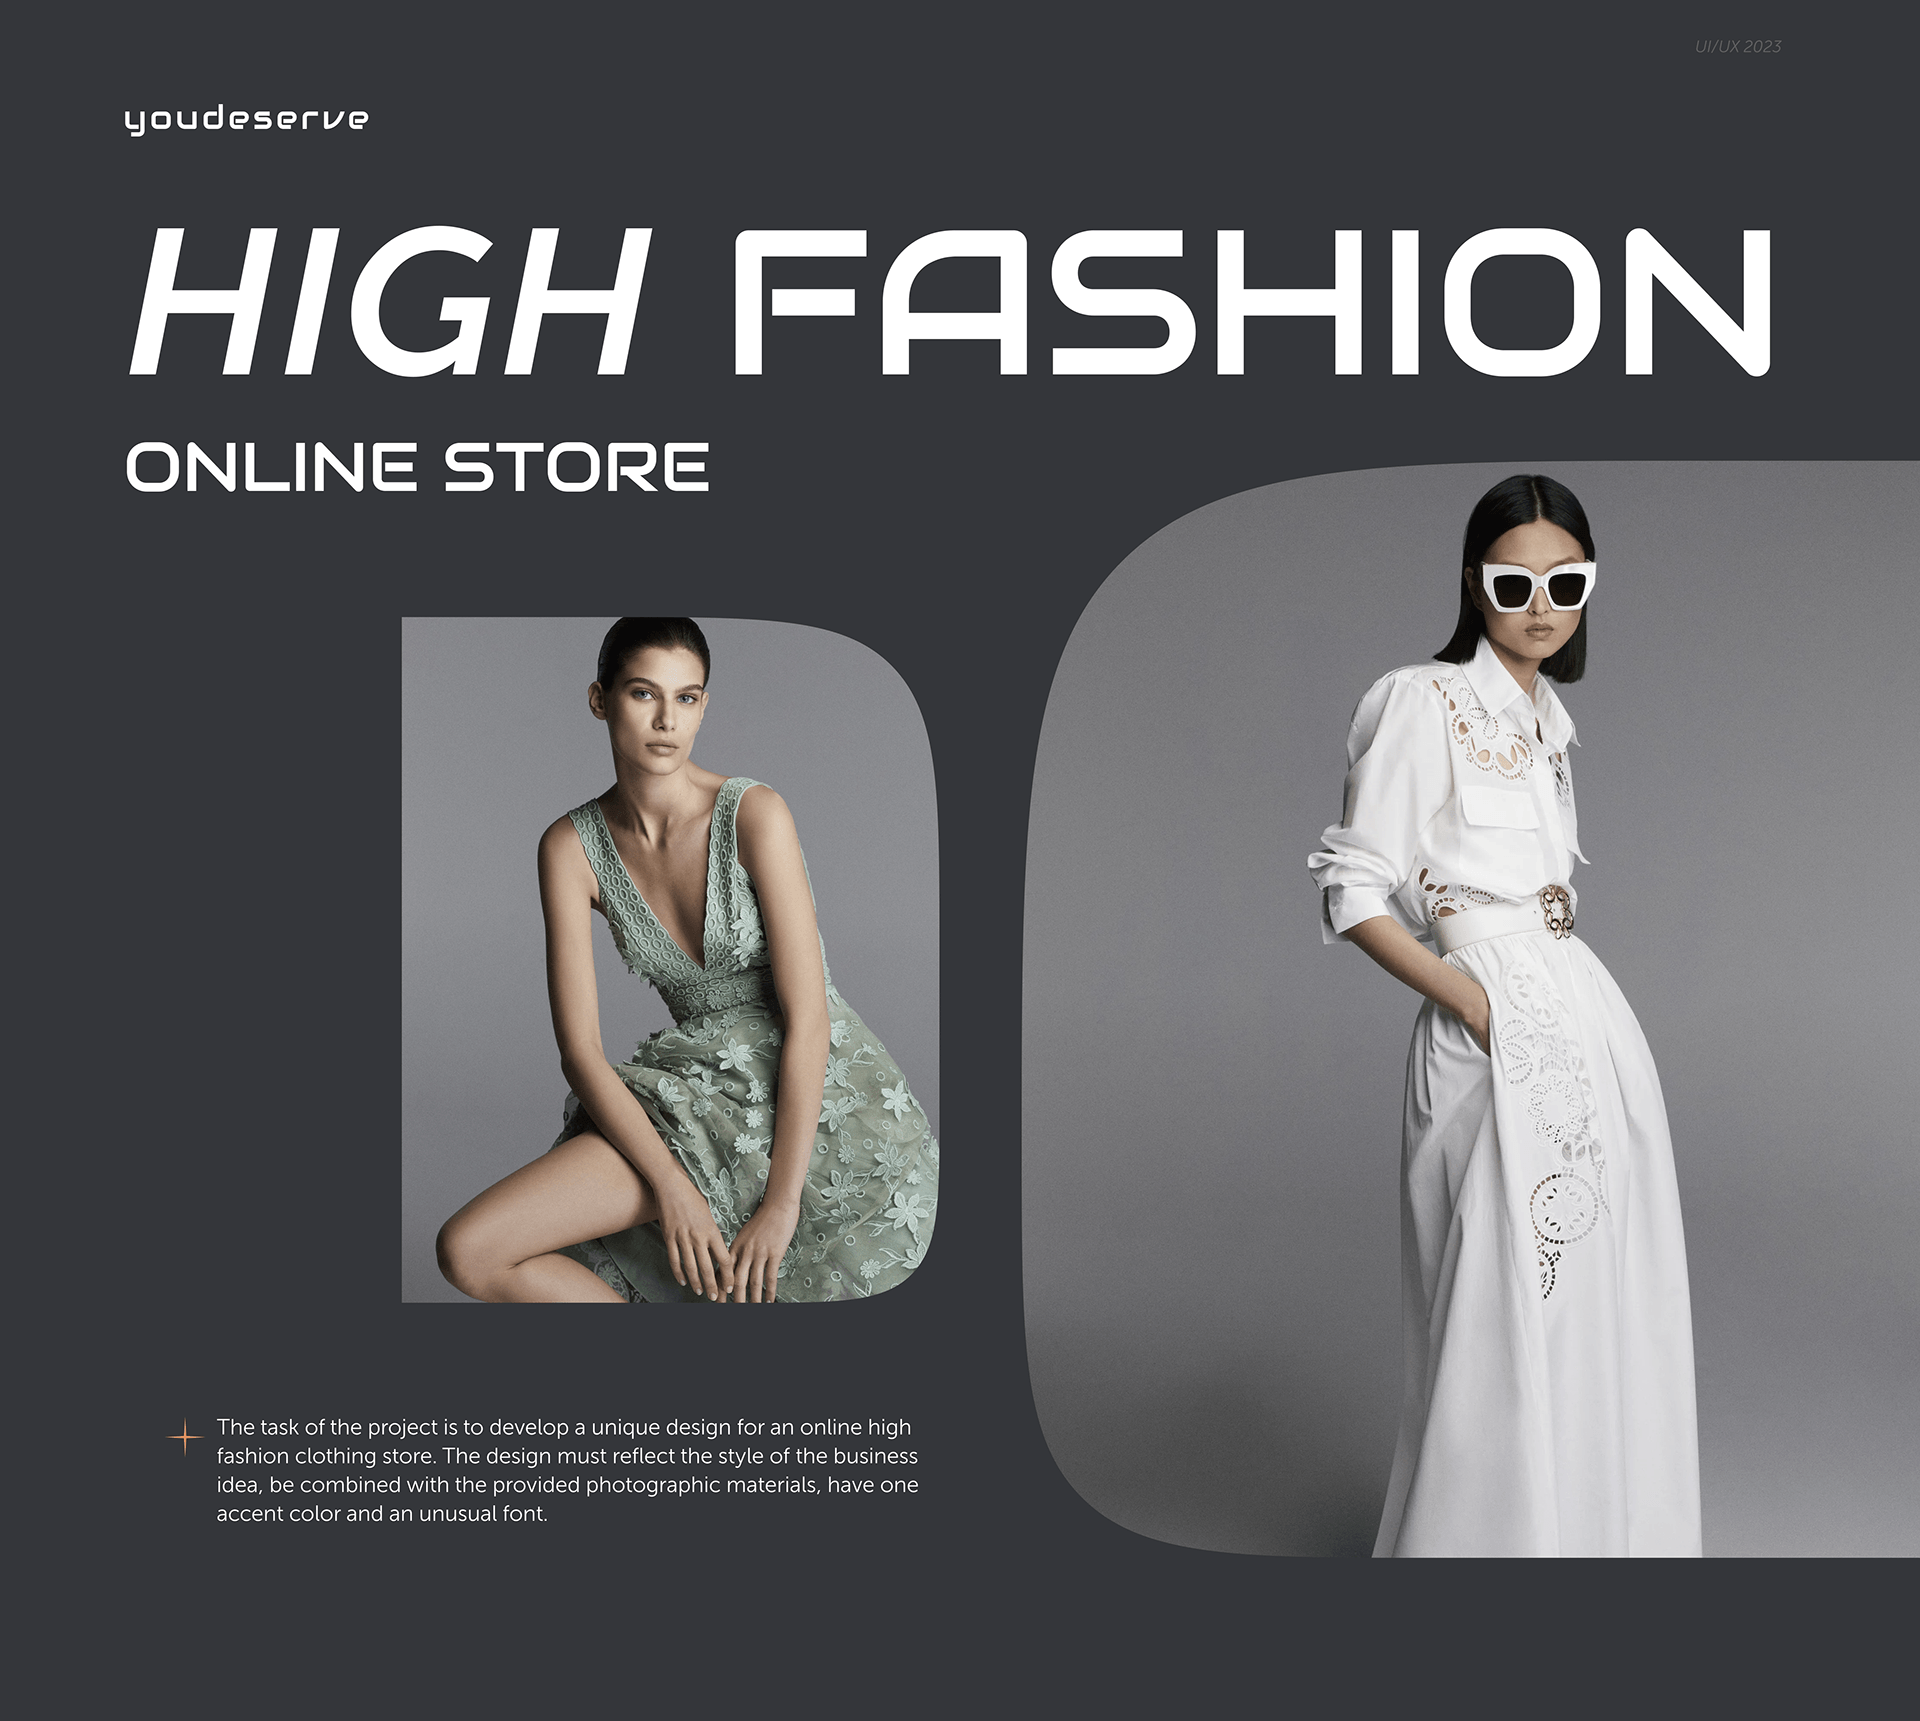 UI/UX 2023
youdeserve
HIGH FASHION
ONLINE STORE
The task of the project is to develop a unique design for an online high
fashion clothing store. The design must reflect the style of the business
idea, be combined with the provided photographic materials, have one
accent color and an unusual font.